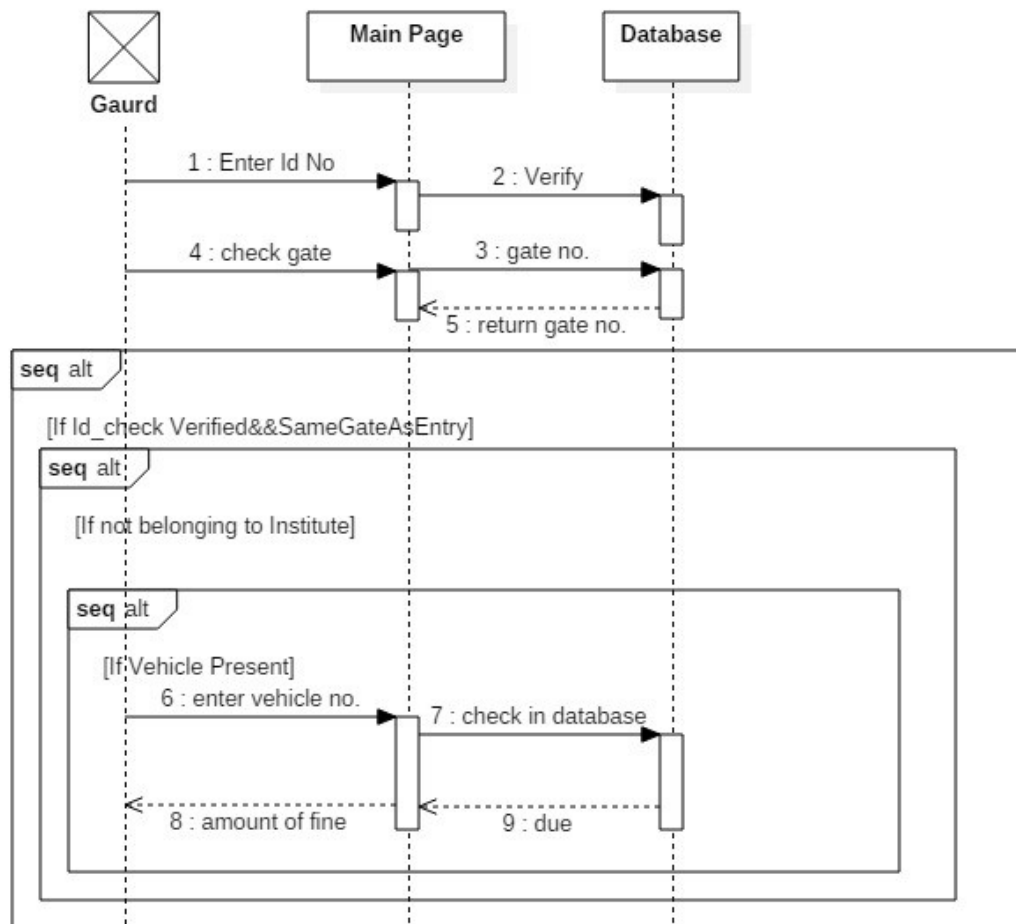 Main Page
Database
Gaurd
1 : Enter Id No
2 : Verify
4 : check gate
3 : gate no.
5 : return gate no.
seq alt
[If Id_check Verified&&SameGateAsEntry]
seq alt
[If not belonging to Institute]
seq alt
[If Vehicle Present]
6 : enter vehicle no.
7 : check in database
8 : amount of fine
9 : due